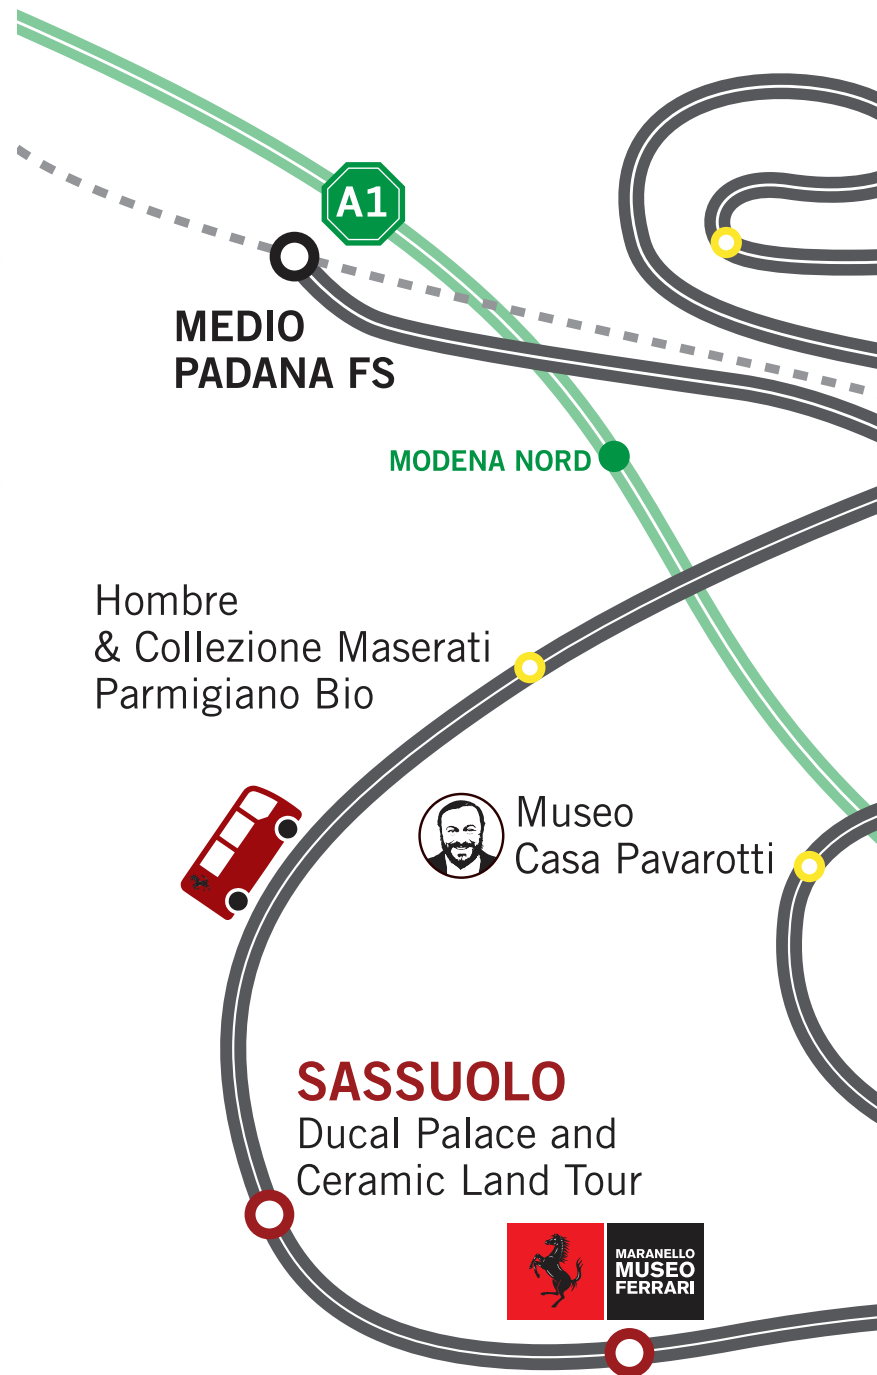 A1
MEDIO
PADANA FS
MODENA NORD
Hombre
& Collezione Maserati
Parmigiano Bio
Museo
Casa Pavarotti
SASSUOLO
Ducal Palace and
Ceramic Land Tour
MARANELLO
MUSEO
FERRARI